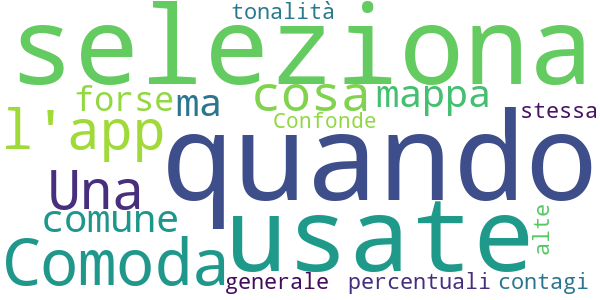 tonalità
seleziona
forse ma cosa mappa
l'app Confonde stessa
quando
Una
comune usate alte
Comoda
generale percentuali contagi